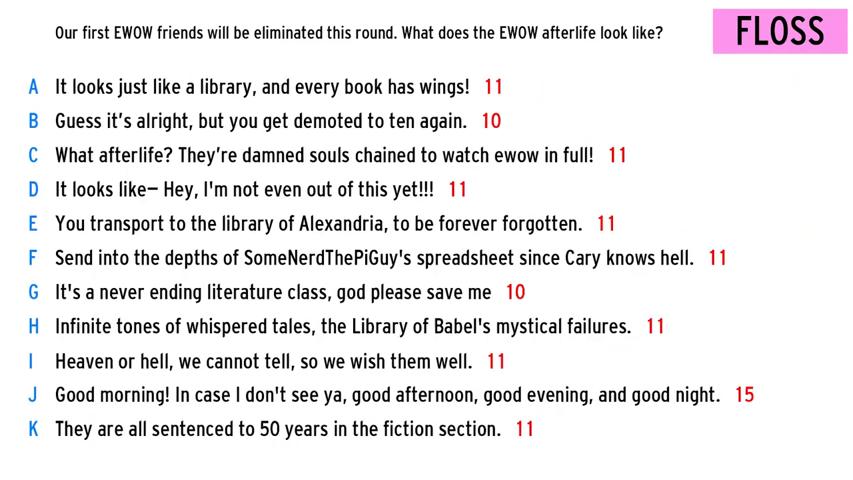 Our first EWOW friends will be eliminated this round. What does the EWOW afterlife look like?
FLOSS
A It looks just like a library, and every book has wings! 11
B Guess it’s alright, but you get demoted to ten again. 10
C What afterlife? They’re damned souls chained to watch ewow in full! 11
D It looks like— Hey, I'm not even out of this yet!!! 11
E You transport to the library of Alexandria, to be forever forgotten. 11
F Send into the depths of SomeNerdThePiGuy's spreadsheet since Cary knows hell. 11
G It's a never ending literature class, god please save me 10
H Infinite tones of whispered tales, the Library of Babel's mystical failures. 11
I Heaven or hell, we cannot tell, so we wish them well. 11
J Good morning! In case I don't see ya, good afternoon, good evening, and good night. 15
K They are all sentenced to 50 years in the fiction section. 11